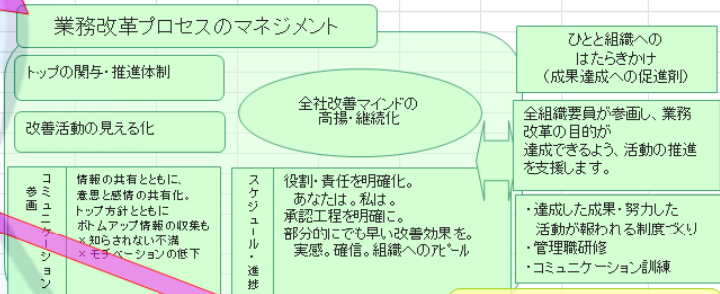 業務改革プロセスのマネジメント
トップの関与・推進体制
改善活動の見える化
全社改善マインドの
高揚・継続化
ひとと組織への
はたらきかけ
（成果達成への促進剤）
全組織要員が参画し、業務
改革の目的が
達成できるよう、活動の推進
を支援します。
コミュニケーション
参画
情報の共有とともに、
意思と感情の共有化。
トップ方針とともに
ボトムアップ情報の収集も
×知らされない不満
×モチベーションの低下
スケジュール・進捗
役割・責任を明確化。
あなたは。私は。
承認工程を明確に。
部分的にでも早い改善効果を。
実感。確信。組織へのアピール
・達成した成果・努力した
活動が報われる制度づくり
・管理職研修
・コミュニケーション訓練